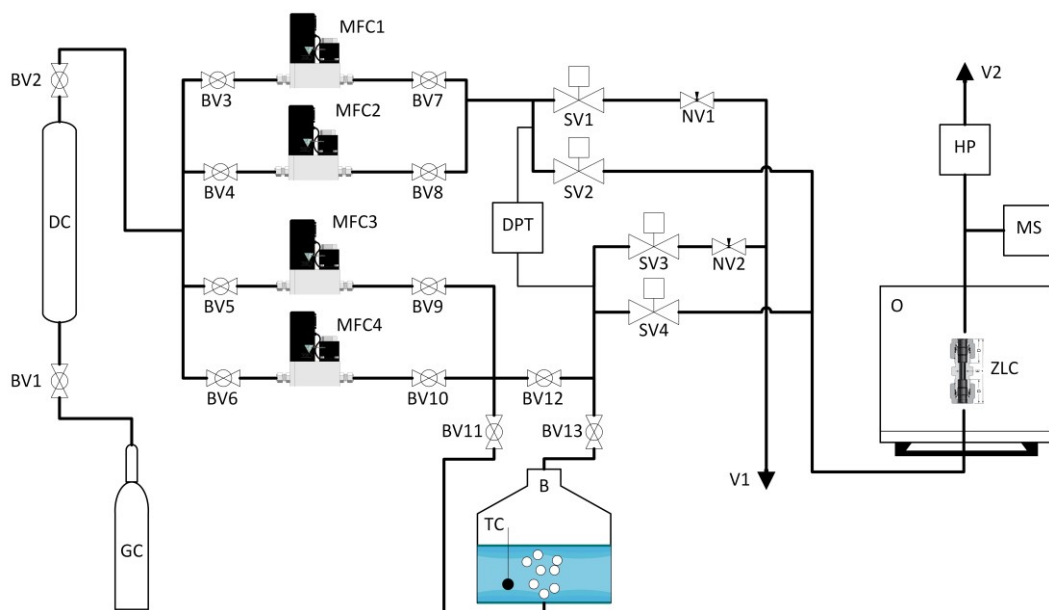 MFC1
V2
BV2
BV3
BV7
SV1
NV1
MFC2
HP
BV4
BV8
SV2
DC
DPT
MFC3
MS
SV3
NV2
BV5
BV9
O
MFC4
SV4
ZLC
BV1
BV6
BV10
BV12
BV11
BV13
V1
B
TC
GC